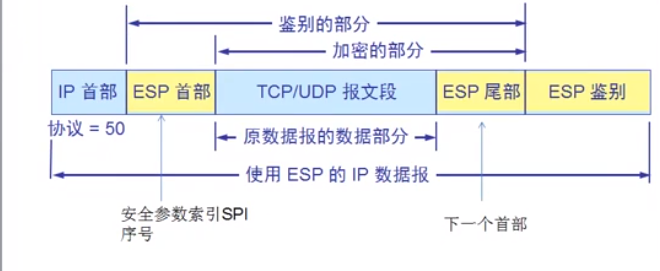 鉴别的部分
加密的部分
IP 首部
ESP 首部
TCP/UDP 报文段
ESP 尾部
ESP 鉴别
协议 = 50
原数据报的数据部分
使用 ESP 的 IP 数据报
安全参数索引SPI
序号
下一个首部